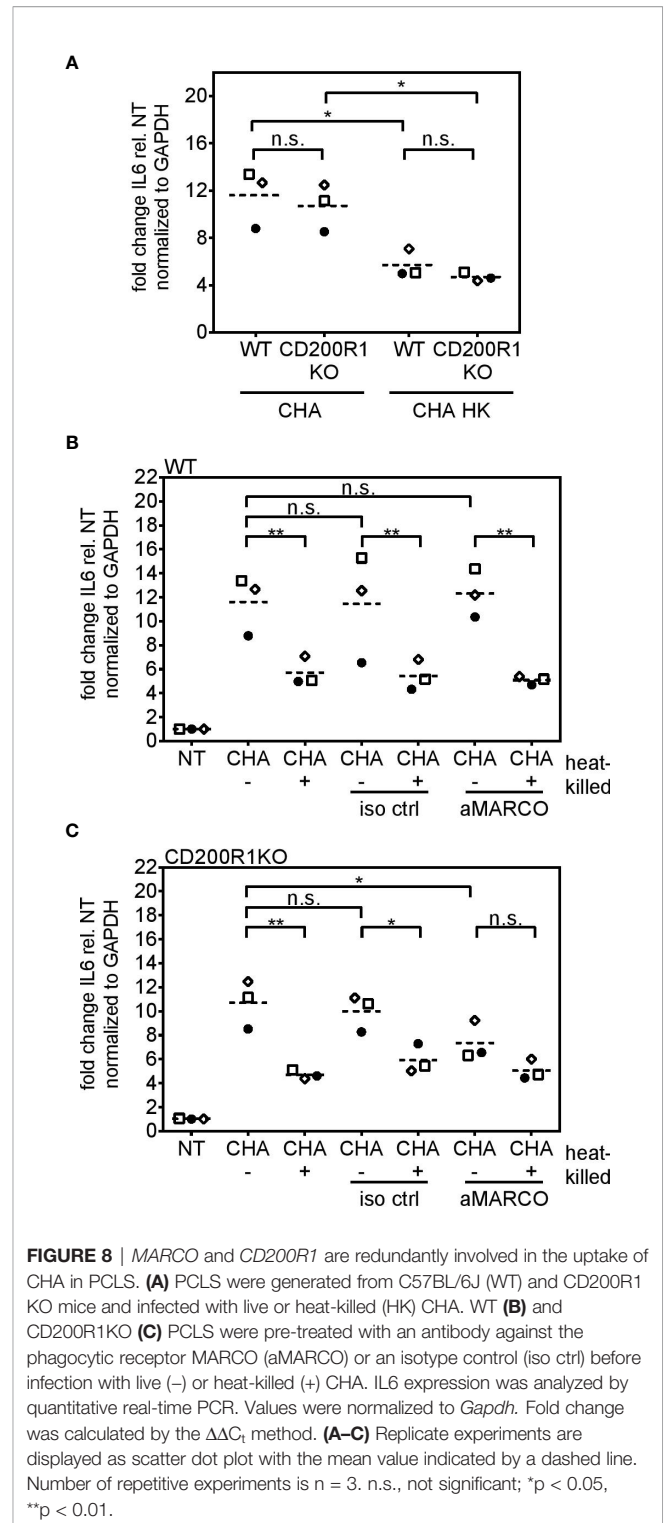 A
fold change IL6 rel. NT
normalized to GAPDH
20
16
12
8
4
0
*
*
n.s.
n.s.
WT CD200R1 WT CD200R1
KO KO
CHA CHA HK
B
WT
fold change IL6 rel. NT
normalized to GAPDH
22
20
18
16
14
12
10
8
6
4
2
0
n.s.
n.s.
** ** **
NT CHA CHA CHA CHA CHA CHA heat-
- + - + - + killed
iso ctrl aMARCO
C
CD200R1KO
fold change IL6 rel. NT
normalized to GAPDH
22
20
18
16
14
12
10
8
6
4
2
0
*
n.s.
n.s.
** *
NT CHA CHA CHA CHA CHA CHA heat-
- + - + - + killed
iso ctrl aMARCO
FIGURE 8 | MARCO and CD200R1 are redundantly involved in the uptake of
CHA in PCLS. (A) PCLS were generated from C57BL/6J (WT) and CD200R1
KO mice and infected with live or heat-killed (HK) CHA. WT (B) and
CD200R1KO (C) PCLS were pre-treated with an antibody against the
phagocytic receptor MARCO (aMARCO) or an isotype control (iso ctrl) before
infection with live (–) or heat-killed (+) CHA. IL6 expression was analyzed by
quantitative real-time PCR. Values were normalized to Gapdh. Fold change
was calculated by the ΔΔCt method. (A–C) Replicate experiments are
displayed as scatter dot plot with the mean value indicated by a dashed line.
Number of repetitive experiments is n = 3. n.s., not significant; *p < 0.05,
**p < 0.01.